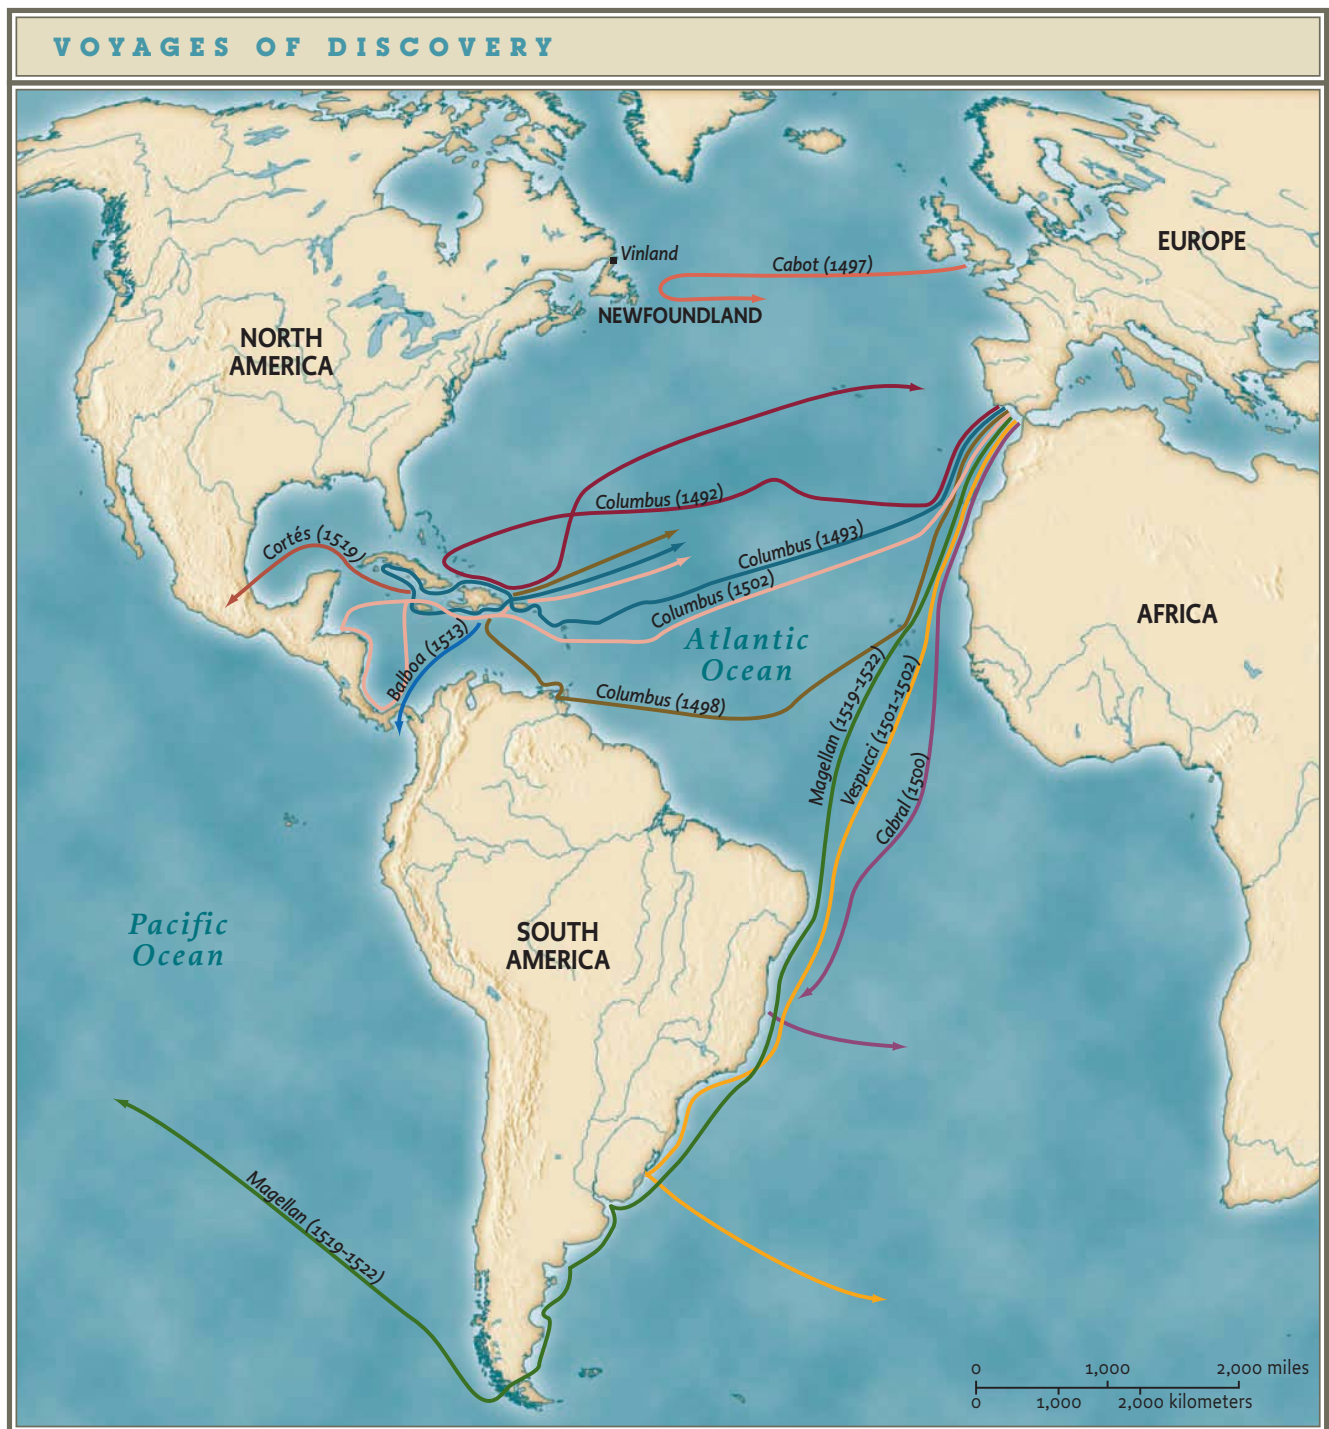 VOYAGES OF DISCOVERY
Vinland
Cabot (1497)
EUROPE
NEWFOUNDLAND
NORTH
AMERICA
Columbus (1492)
Cortés (1519)
Columbus (1493)
Columbus (1502)
AFRICA
Atlantic
Ocean
Balboa (1513)
Columbus (1498)
Magellan (1519-1522)
Vespucci (1501-1502)
Cabral (1500)
Pacific
Ocean
SOUTH
AMERICA
Magellan (1519-1522)
0 1,000 2,000 miles
0 1,000 2,000 kilometers